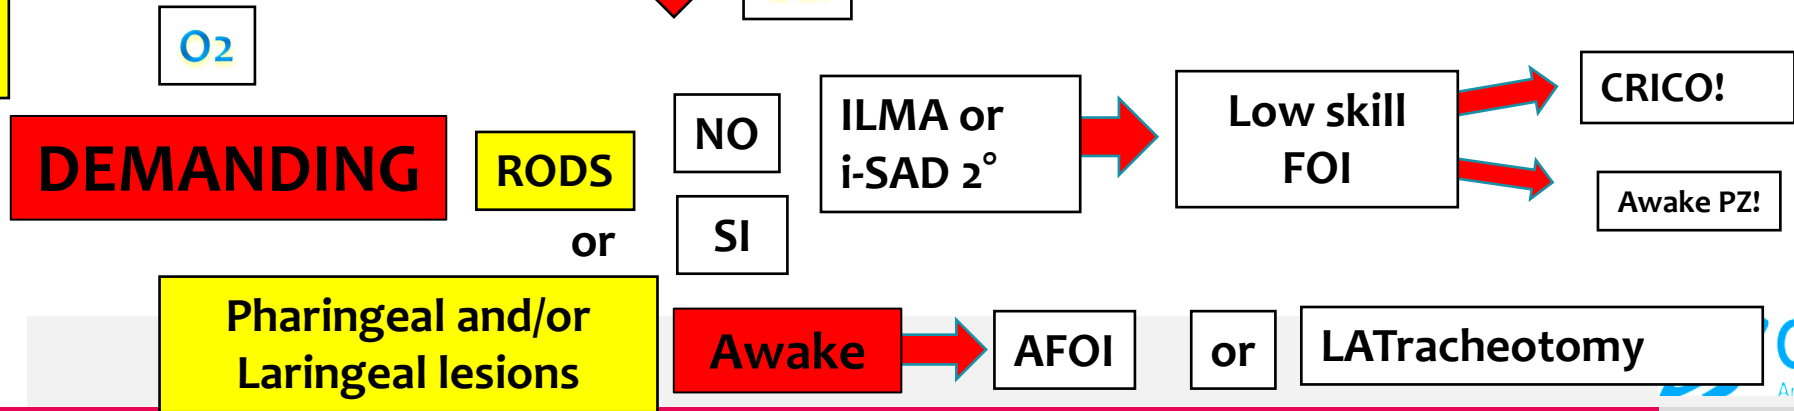 O2
DEMANDING
RODS
or
NO
SI
ILMA or
i-SAD 2°
Low skill
FOI
CRICO!
Awake PZ!
Pharingeal and/or
Laringeal lesions
Awake
AFOI
or
LATracheotomy